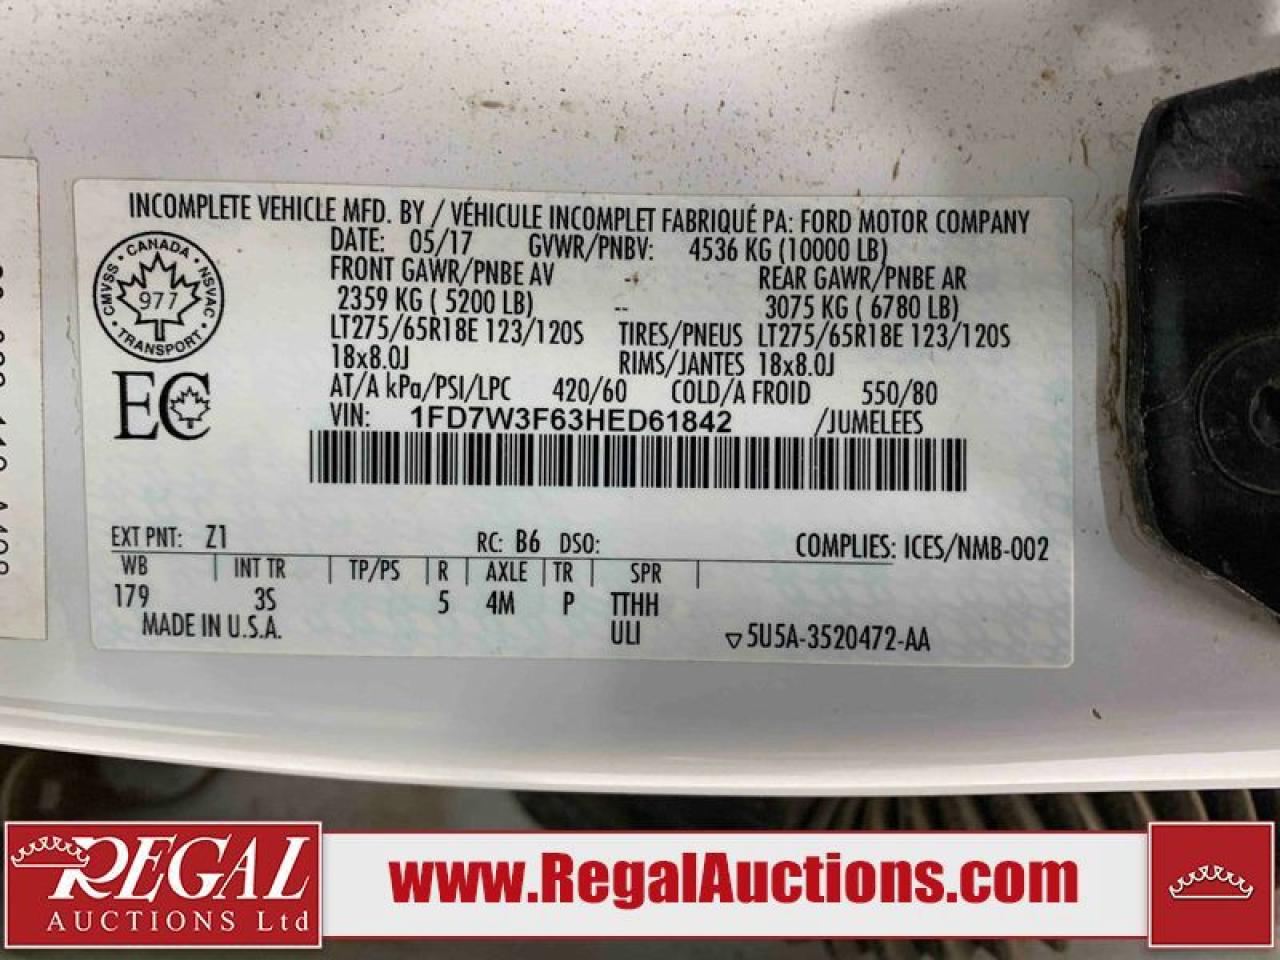 INCOMPLETE VEHICLE MFD. BY / VÉHICULE INCOMPLET FABRIQUÉ PA: FORD MOTOR COMPANY
DATE: 05/17 GVWR/PNBV: 4536 KG (10000 LB)
FRONT GAWR/PNBE AV REAR GAWR/PNBE AR
2359 KG ( 5200 LB) -- 3075 KG ( 6780 LB)
LT275/65R18E 123/120S TIRES/PNEUS LT275/65R18E 123/120S
18x8.0J RIMS/JANTES 18x8.0J
AT/A kPa/PSI/LPC 420/60 COLD/A FROID 550/80
VIN: 1FD7W3F63HED61842 /JUMELEES
CANADA
CMVSS • NSVAC
977
TRANSPORT
EC
EXT PNT: Z1 RC: B6 DSO: COMPLIES: ICES/NMB-002
WB | INT TR | TP/PS | R | AXLE | TR | SPR |
179 3S 5 4M P TTHH
ULI
MADE IN U.S.A. ▽5U5A-3520472-AA
REGAL
AUCTIONS Ltd
www.RegalAuctions.com